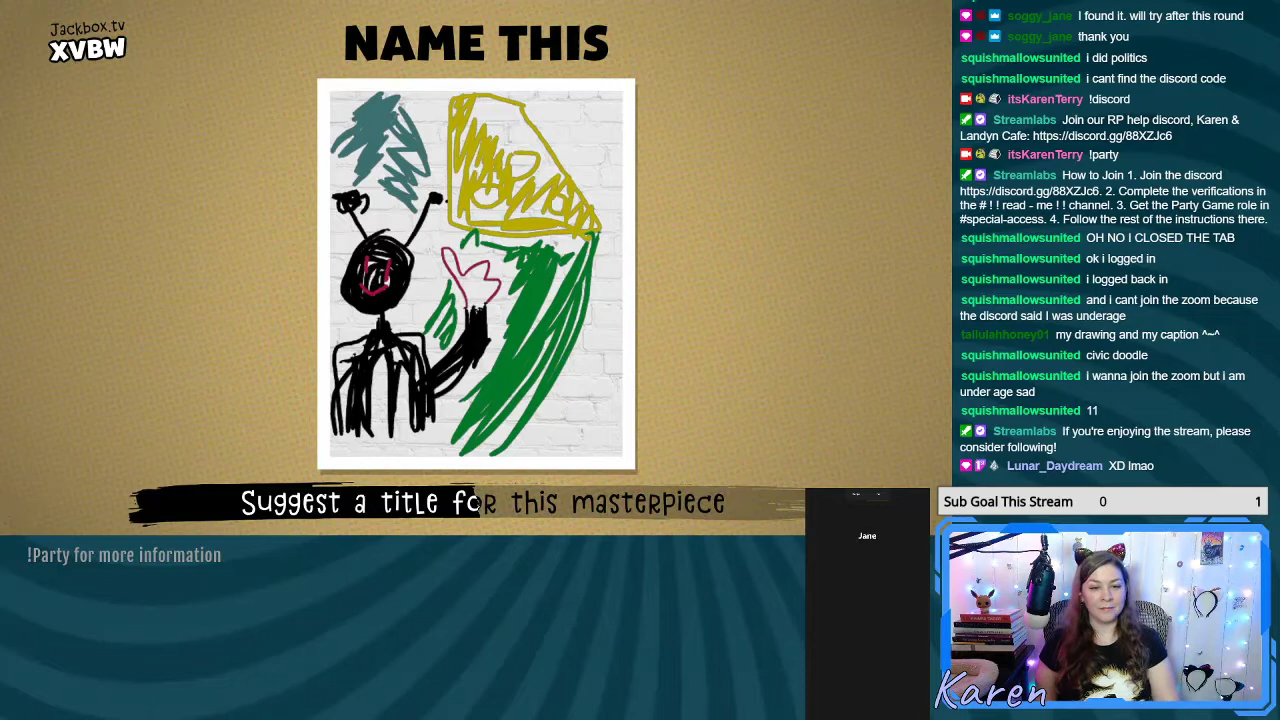 Jackbox.tv
XVBW
NAME THIS
Suggest a title for this masterpiece
!Party for more information
Jane
soggy_jane I found it. will try after this round
soggy_jane thank you
squishmallowsunited i did politics
squishmallowsunited i cant find the discord code
itsKarenTerry !discord
Streamlabs Join our RP help discord, Karen &
Landyn Cafe: https://discord.gg/88XZJc6
itsKarenTerry !party
Streamlabs How to Join 1. Join the discord
https://discord.gg/88XZJc6. 2. Complete the verifications in
the # ! ! read - me ! ! channel. 3. Get the Party Game role in
#special-access. 4. Follow the rest of the instructions there.
squishmallowsunited OH NO I CLOSED THE TAB
squishmallowsunited ok i logged in
squishmallowsunited i logged back in
squishmallowsunited and i cant join the zoom because
the discord said I was underage
tallulahhoney01 my drawing and my caption ^~^
squishmallowsunited civic doodle
squishmallowsunited i wanna join the zoom but i am
under age sad
squishmallowsunited 11
Streamlabs If you're enjoying the stream, please
consider following!
Lunar_Daydream XD lmao
Sub Goal This Stream 0 1
Karen